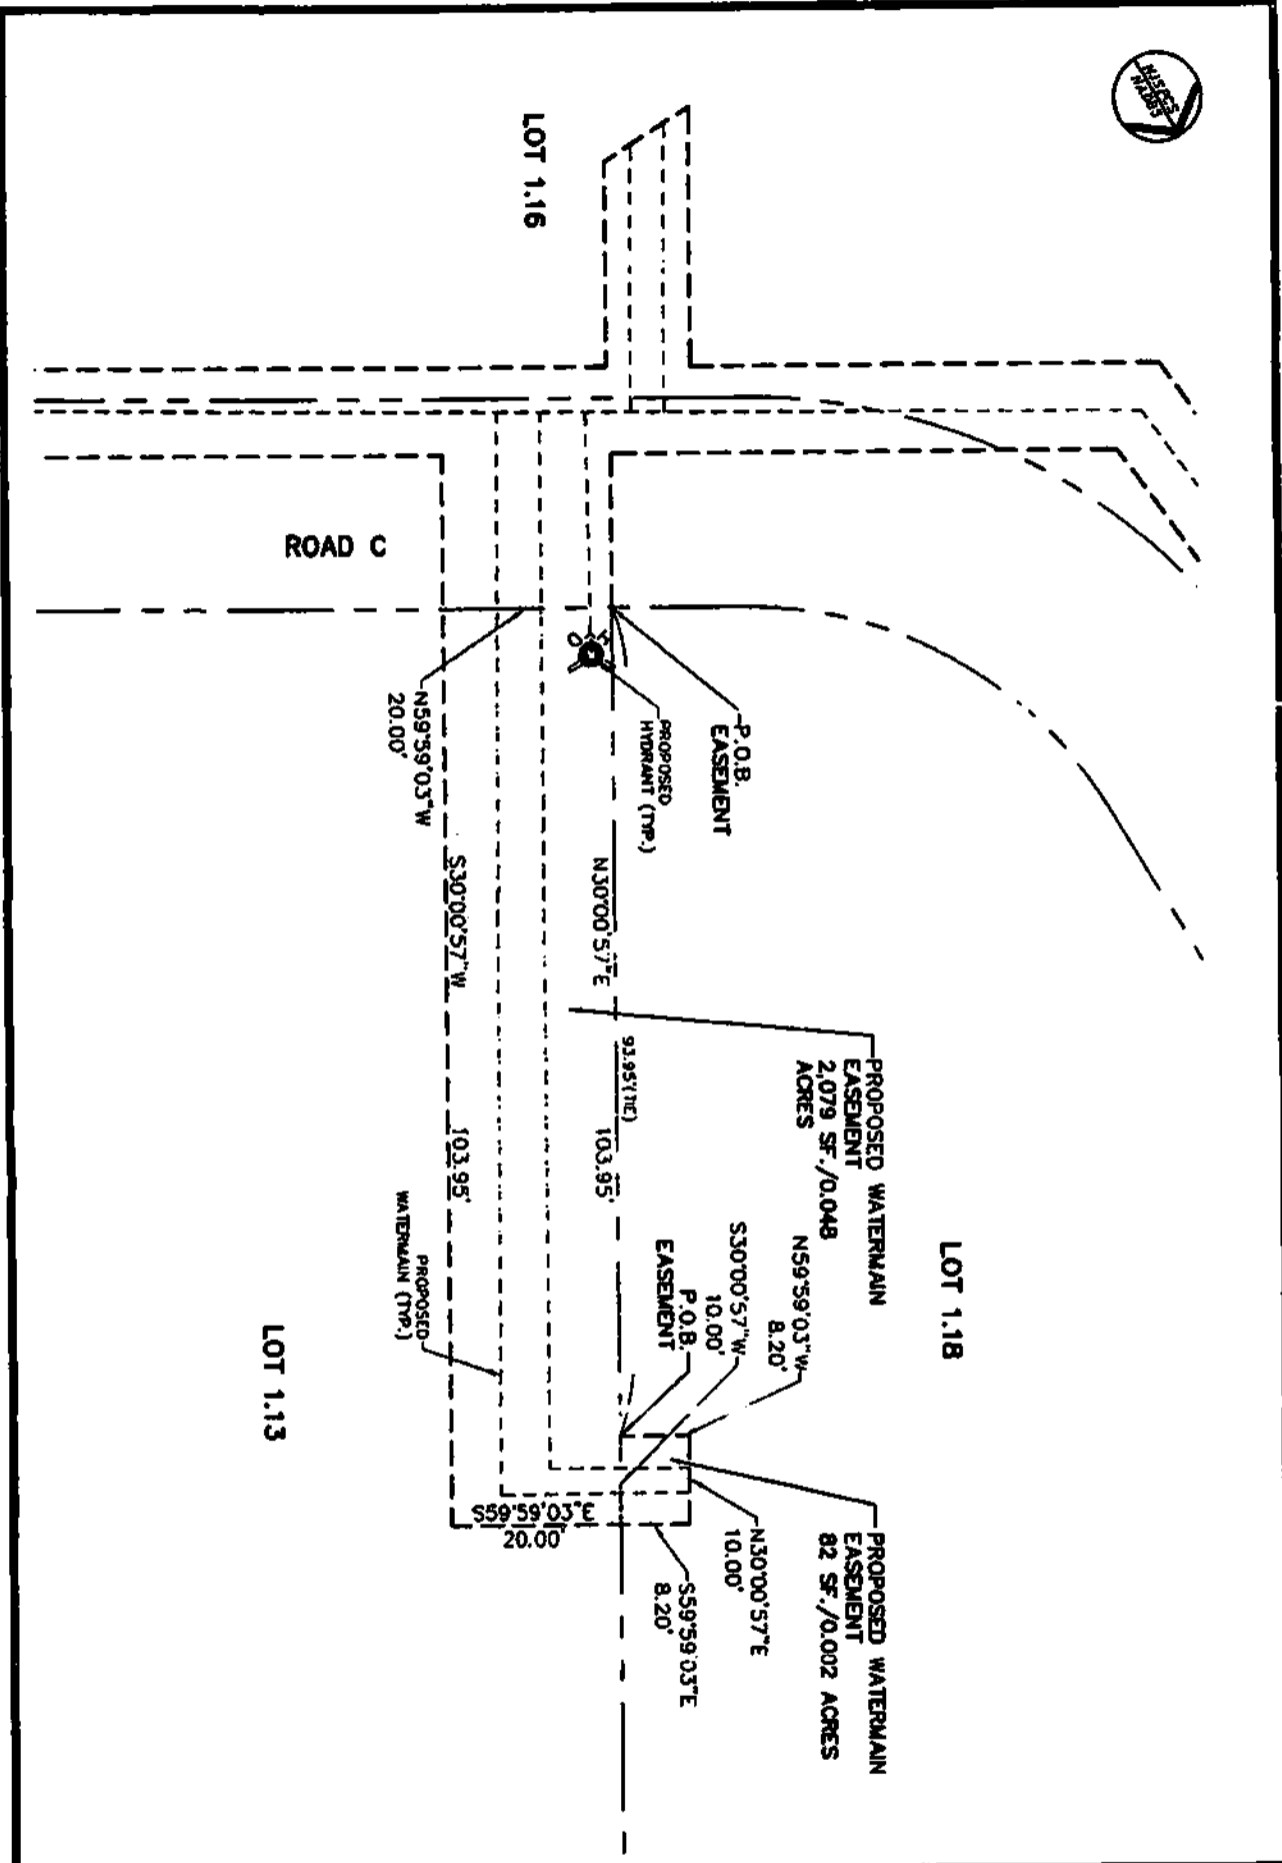 NJSPCS
NAD83
LOT 1.16
ROAD C
P.O.B.
EASEMENT
PROPOSED
HYDRANT (TYP.)
N59°59'03"W
20.00'
N30°00'57"E
93.95'(TIE)
103.95'
S30°00'57"W
103.95'
PROPOSED WATERMAIN
EASEMENT
2,079 SF./0.048
ACRES
LOT 1.18
N59°59'03"W
8.20'
S30°00'57"W
10.00'
P.O.B.
EASEMENT
PROPOSED
WATERMAIN (TYP.)
LOT 1.13
S59°59'03"E
20.00'
N30°00'57"E
10.00'
S59°59'03"E
8.20'
PROPOSED WATERMAIN
EASEMENT
82 SF./0.002 ACRES